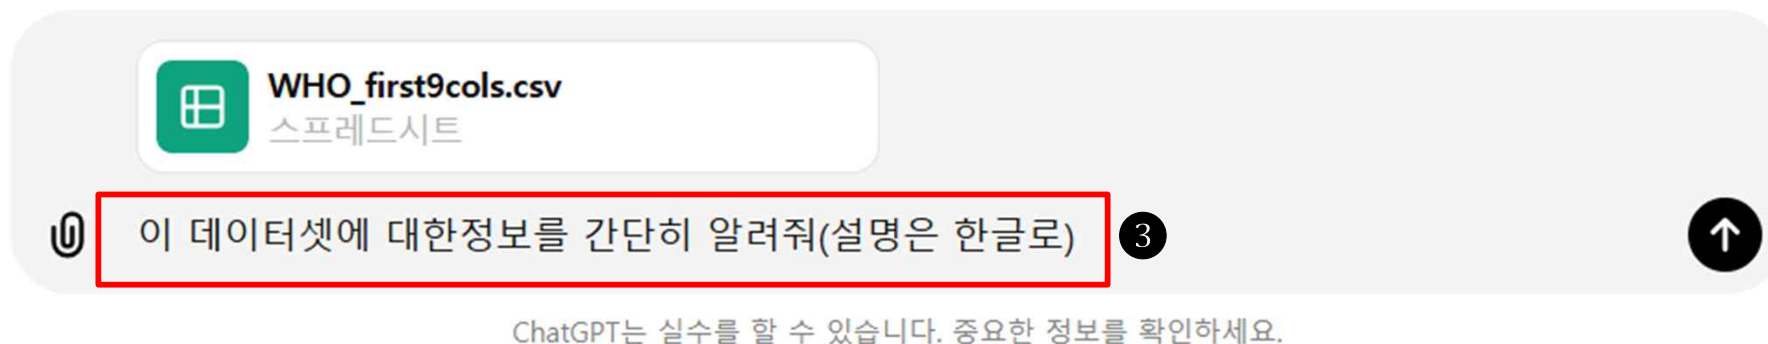 WHO_first9cols.csv
스프레드시트
이 데이터셋에 대한정보를 간단히 알려줘(설명은 한글로) ❸
ChatGPT는 실수를 할 수 있습니다. 중요한 정보를 확인하세요.